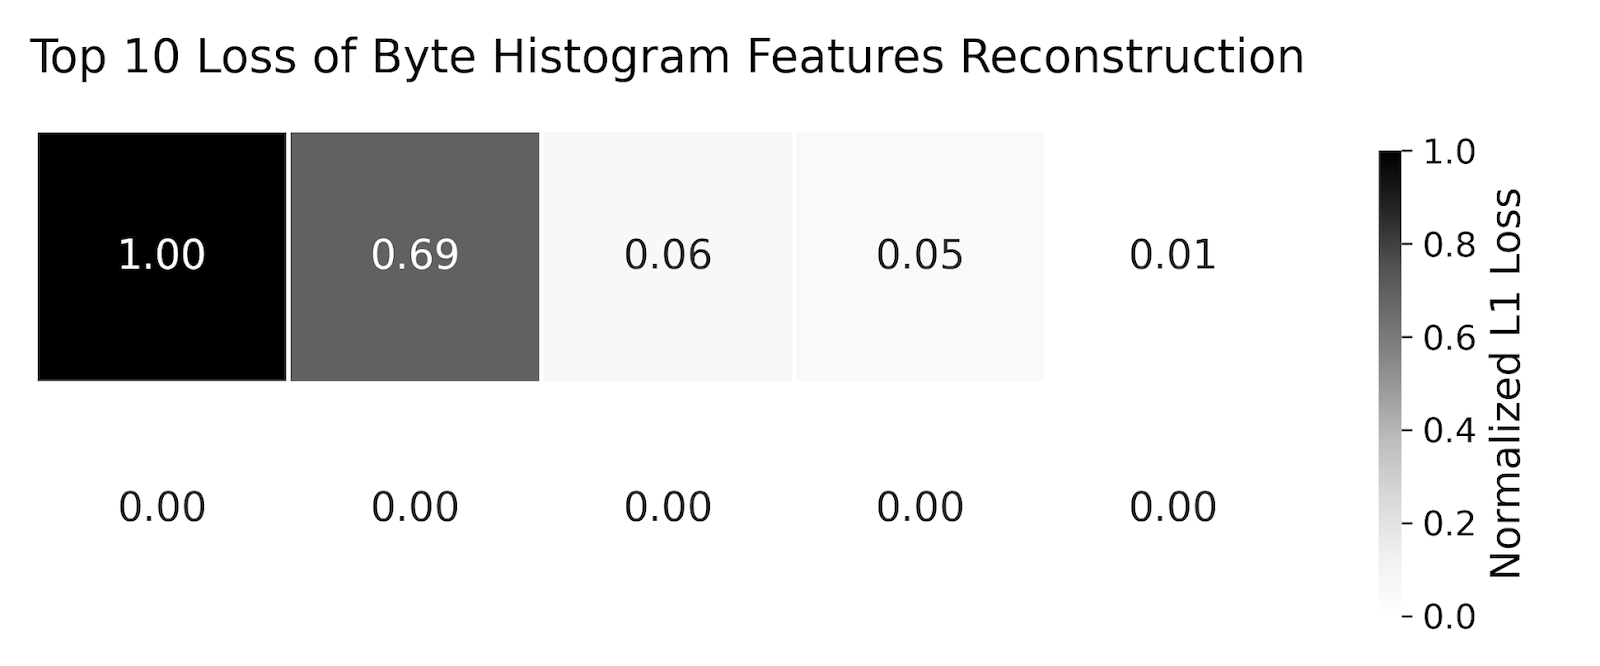 Top 10 Loss of Byte Histogram Features Reconstruction
1.00 0.69 0.06 0.05 0.01
0.00 0.00 0.00 0.00 0.00
1.0
0.8
0.6
0.4
0.2
0.0
Normalized L1 Loss